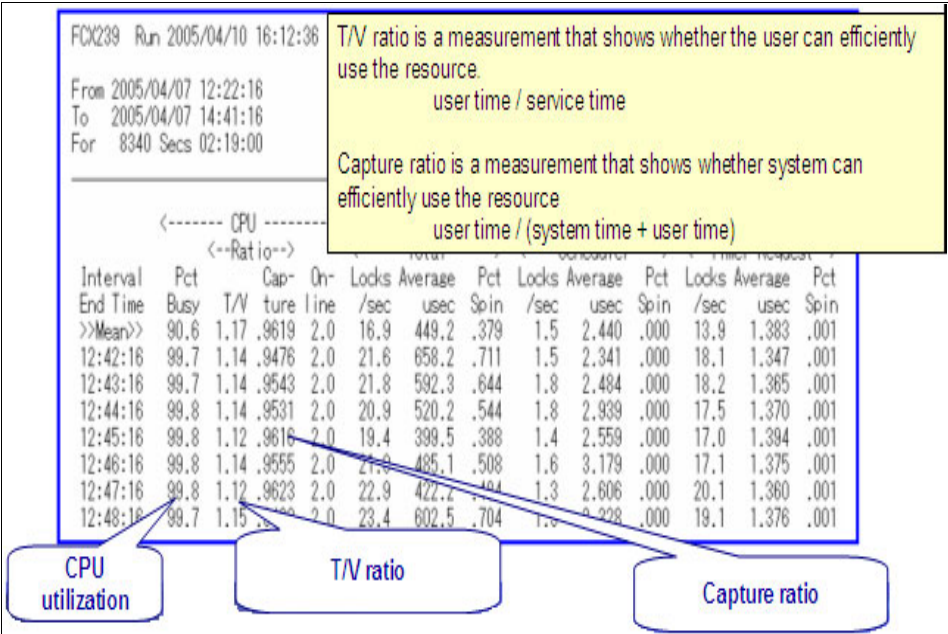 FCX239 Run 2005/04/10 16:12:36
From 2005/04/07 12:22:16
To 2005/04/07 14:41:16
For 8340 Secs 02:19:00
T/V ratio is a measurement that shows whether the user can efficiently
use the resource.
user time / service time
Capture ratio is a measurement that shows whether system can
efficiently use the resource
user time / (system time + user time)
<------- CPU --------
<--Ratio-->
Interval Pct Cap- On- Locks Average Pct Locks Average Pct Locks Average Pct
End Time Busy T/V ture line /sec usec Spin /sec usec Spin /sec usec Spin
>>Mean>> 90.6 1.17 .9619 2.0 16.9 449.2 .379 1.5 2.440 .000 13.9 1.383 .001
12:42:16 99.7 1.14 .9476 2.0 21.6 658.2 .711 1.5 2.341 .000 18.1 1.347 .001
12:43:16 99.7 1.14 .9543 2.0 21.8 592.3 .644 1.8 2.484 .000 18.2 1.365 .001
12:44:16 99.8 1.14 .9531 2.0 20.9 520.2 .544 1.8 2.939 .000 17.5 1.370 .001
12:45:16 99.8 1.12 .9616 2.0 19.4 399.5 .388 1.4 2.559 .000 17.0 1.394 .001
12:46:16 99.8 1.14 .9555 2.0 485.1 .508 1.6 3.179 .000 17.1 1.375 .001
12:47:16 99.8 1.12 .9623 2.0 22.9 422.2 1.3 2.606 .000 20.1 1.360 .001
12:48:16 99.7 1.15 2.0 23.4 602.5 .704 .000 19.1 1.376 .001
CPU
utilization
T/V ratio
Capture ratio